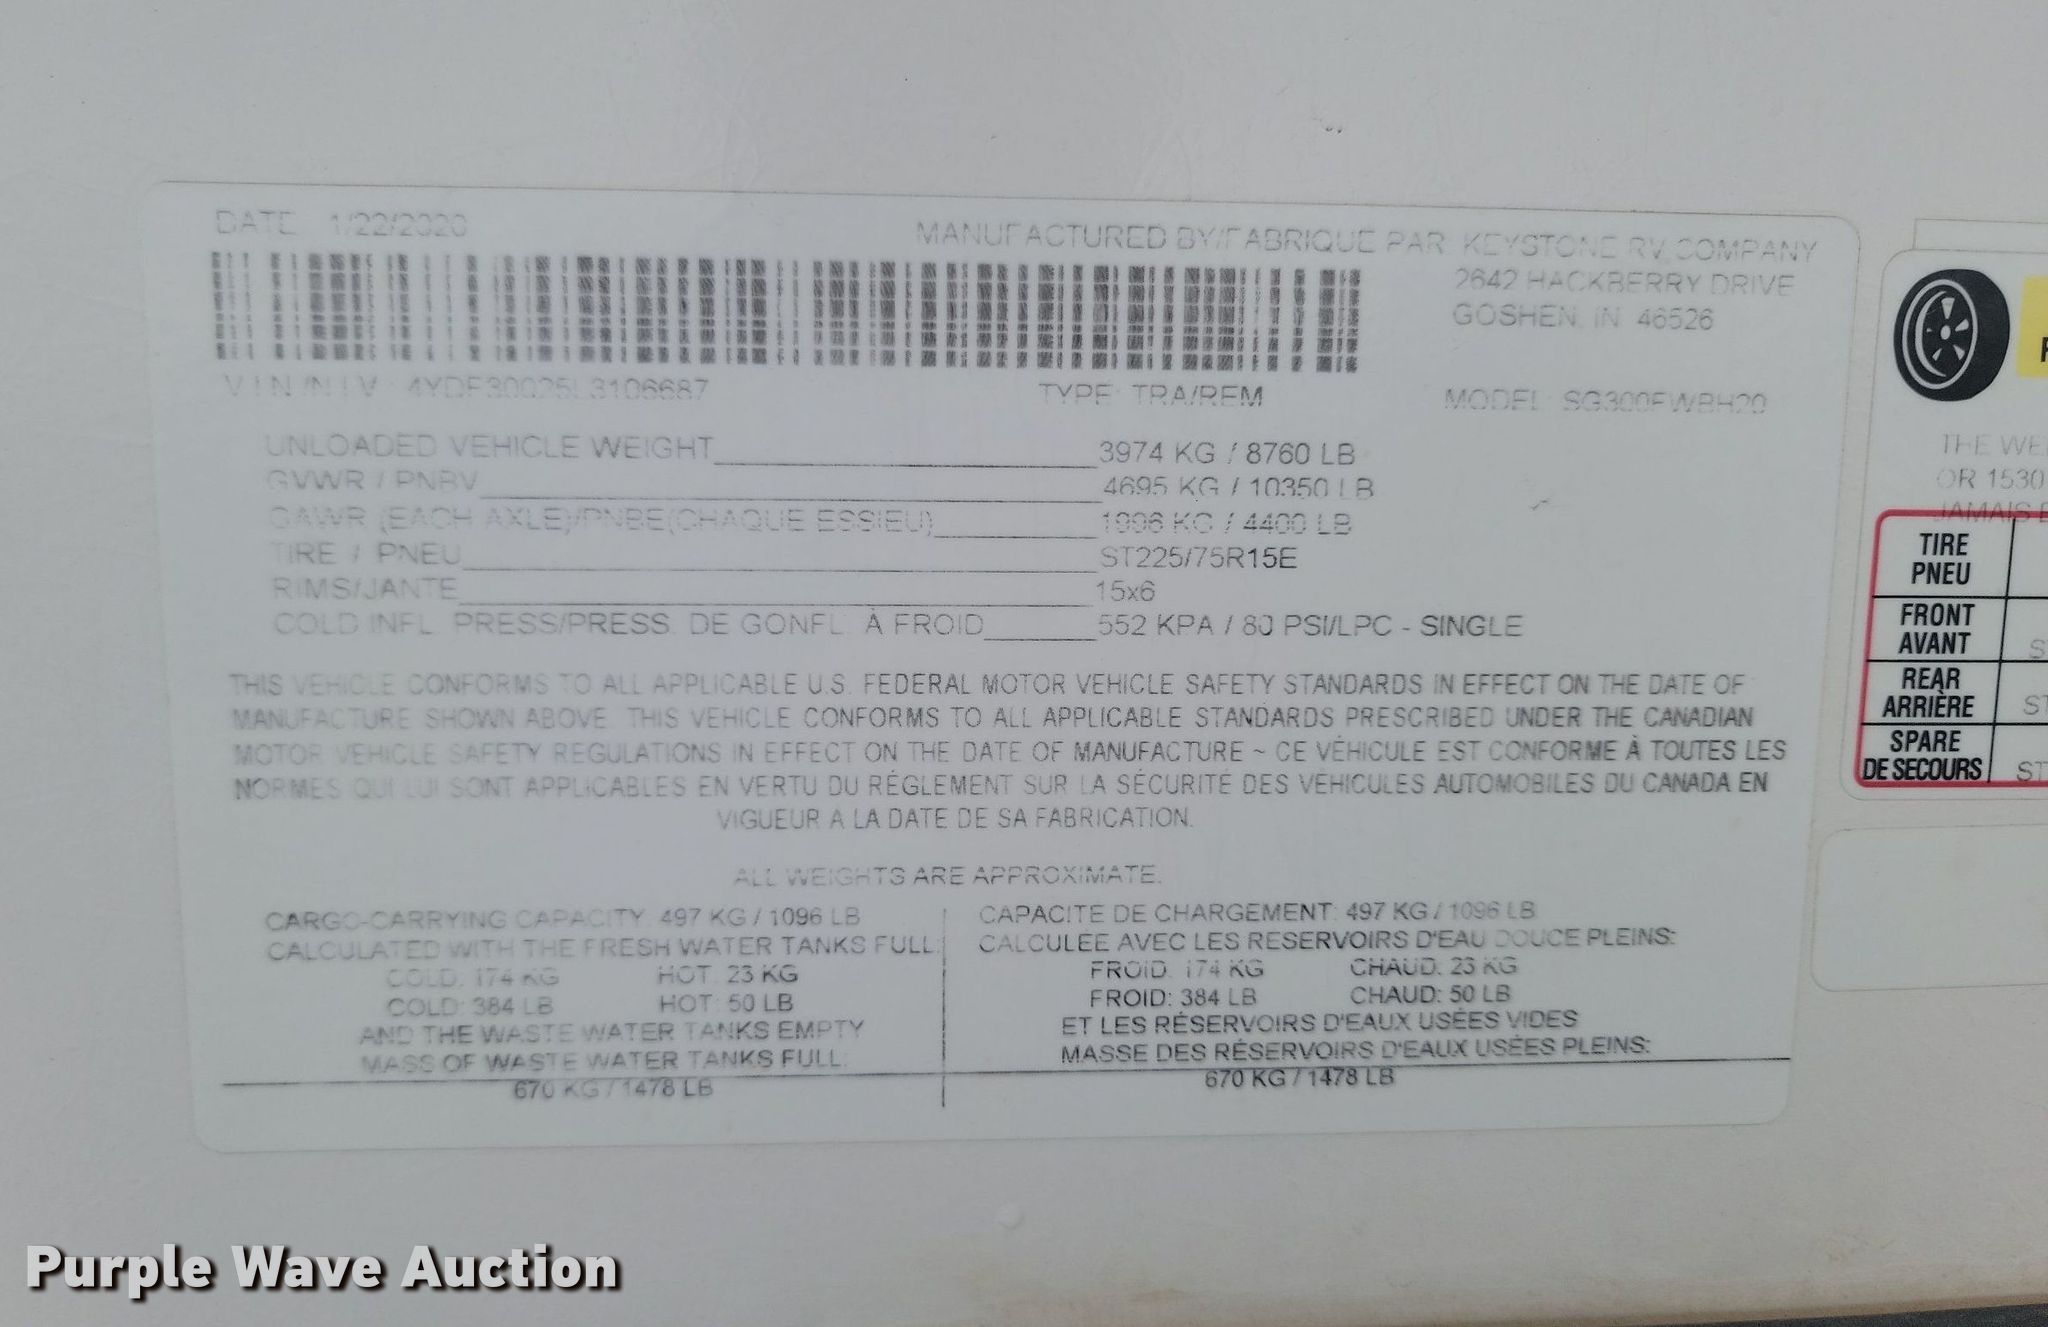 DATE 1/22/2020
MANUFACTURED BY/FABRIQUE PAR KEYSTONE RV COMPANY
2642 HACKBERRY DRIVE
GOSHEN, IN 46526
V.I.N./N.I.V.: TYPE: TRA/REM MODEL: SG300FWBH20
UNLOADED VEHICLE WEIGHT 3974 KG / 8760 LB
GVWR / PNBV 4695 KG / 10350 LB
GAWR (EACH AXLE)/PNBE(CHAQUE ESSIEU) 1996 KG / 4400 LB
TIRE / PNEU ST225/75R15E
RIMS/JANTE 15x6
COLD INFL. PRESS/PRESS. DE GONFL. À FROID 552 KPA / 80 PSI/LPC - SINGLE
THIS VEHICLE CONFORMS TO ALL APPLICABLE U.S. FEDERAL MOTOR VEHICLE SAFETY STANDARDS IN EFFECT ON THE DATE OF
MANUFACTURE SHOWN ABOVE. THIS VEHICLE CONFORMS TO ALL APPLICABLE STANDARDS PRESCRIBED UNDER THE CANADIAN
MOTOR VEHICLE SAFETY REGULATIONS IN EFFECT ON THE DATE OF MANUFACTURE ~ CE VÉHICULE EST CONFORME À TOUTES LES
NORMES QUI LUI SONT APPLICABLES EN VERTU DU RÉGLEMENT SUR LA SÉCURITÉ DES VÉHICULES AUTOMOBILES DU CANADA EN
VIGUEUR A LA DATE DE SA FABRICATION.
ALL WEIGHTS ARE APPROXIMATE.
CARGO-CARRYING CAPACITY: 497 KG / 1096 LB
CALCULATED WITH THE FRESH WATER TANKS FULL:
COLD: 174 KG HOT: 23 KG
COLD: 384 LB HOT: 50 LB
AND THE WASTE WATER TANKS EMPTY
MASS OF WASTE WATER TANKS FULL:
670 KG / 1478 LB
CAPACITE DE CHARGEMENT: 497 KG / 1096 LB
CALCULEE AVEC LES RESERVOIRS D'EAU DOUCE PLEINS:
FROID: 174 KG CHAUD: 23 KG
FROID: 384 LB CHAUD: 50 LB
ET LES RÉSERVOIRS D'EAUX USÉES VIDES
MASSE DES RÉSERVOIRS D'EAUX USÉES PLEINS:
670 KG / 1478 LB
THE WE
OR 1530
JAMAIS
TIRE
PNEU
FRONT
AVANT
REAR
ARRIÈRE
ST
SPARE
DE SECOURS
ST
Purple Wave Auction